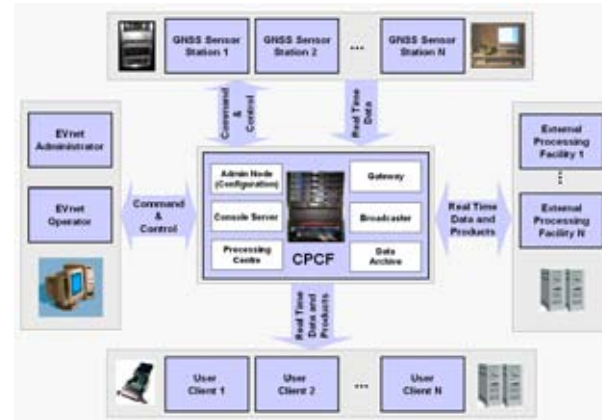 GNSS Sensor
Station 1
GNSS Sensor
Station 2
...
GNSS Sensor
Station N
Command
&
Control
Real Time
Data
EVnet
Administrator
EVnet
Operator
Command
&
Control
Admin Node
(Configuration)
Console Server
Processing
Centre
Gateway
Broadcaster
Data
Archive
CPCF
Real Time
Data and
Products
External
Processing
Facility 1
...
External
Processing
Facility N
Real Time
Data and
Products
User
Client 1
User
Client 2
...
User
Client N